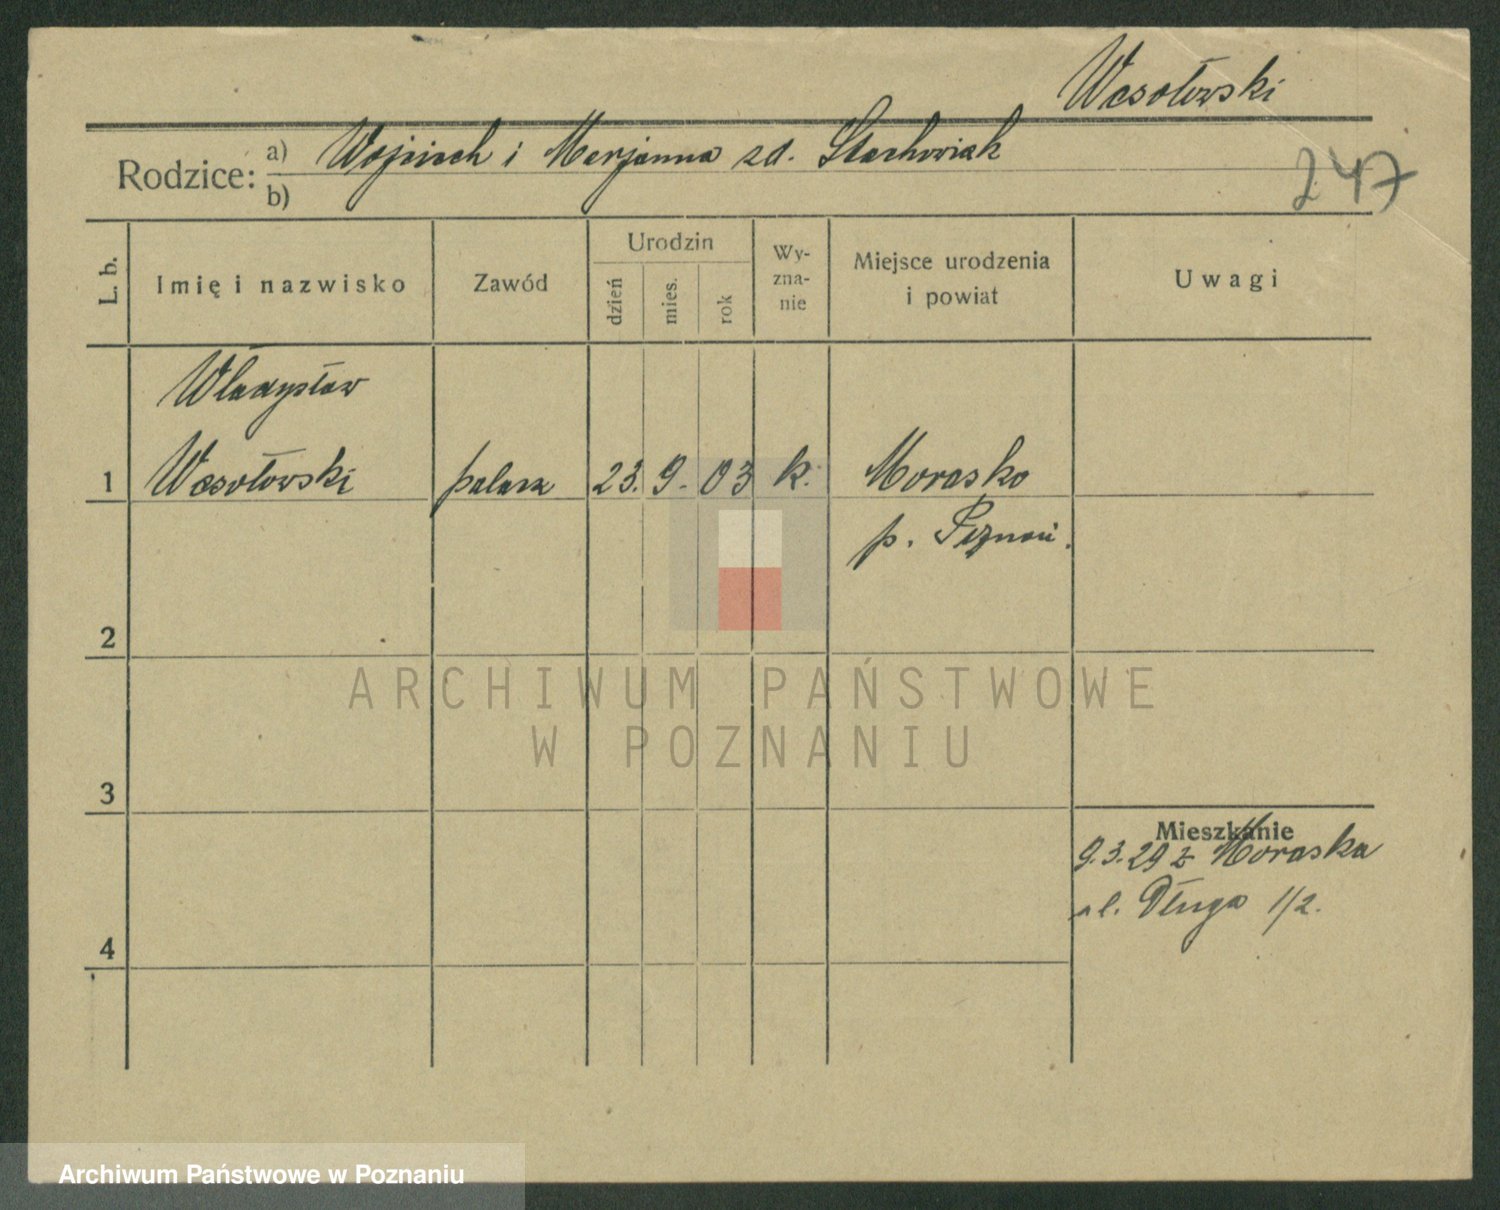 Wesołowski
Rodzice: a) Wojciech i Marjanna zd. Stachowiak
b)
247
L. b.
Imię i nazwisko
Zawód
Urodzin
dzień
mies.
rok
Wy-
zna-
nie
Miejsce urodzenia
i powiat
Uwagi
Władysław
1 Wesołowski palacz 23. 9. 03 k. Morasko
p. Poznań.
2
ARCHIWUM PAŃSTWOWE
W POZNANIU
3
Mieszkanie
9.3.29 z Moraska
ul. Długa 1/2.
4
Archiwum Państwowe w Poznaniu